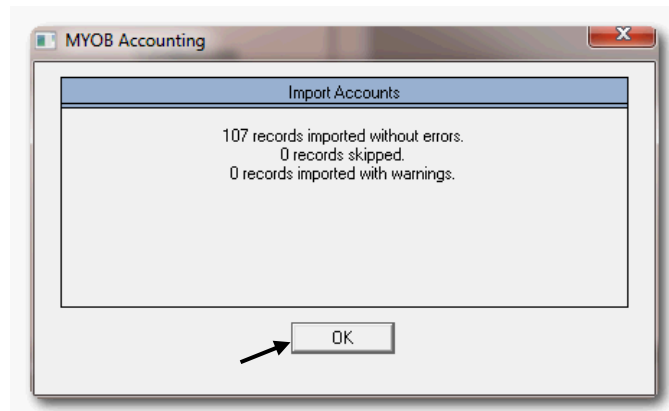 MYOB Accounting
Import Accounts
107 records imported without errors.
0 records skipped.
0 records imported with warnings.
OK